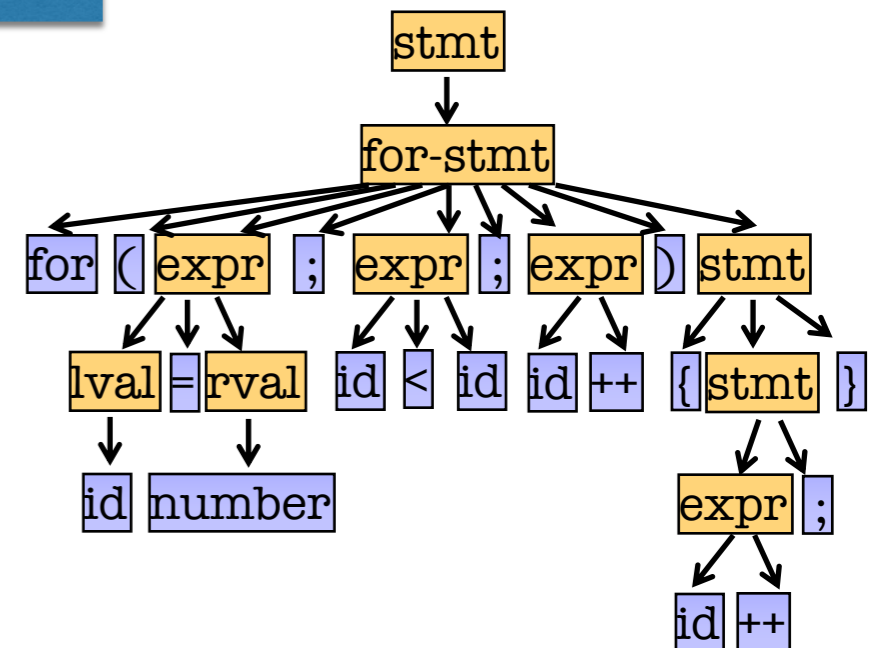 stmt
for-stmt
for ( expr ; expr ; expr ) stmt
lval = rval id < id id ++ { stmt }
id number expr ;
id ++